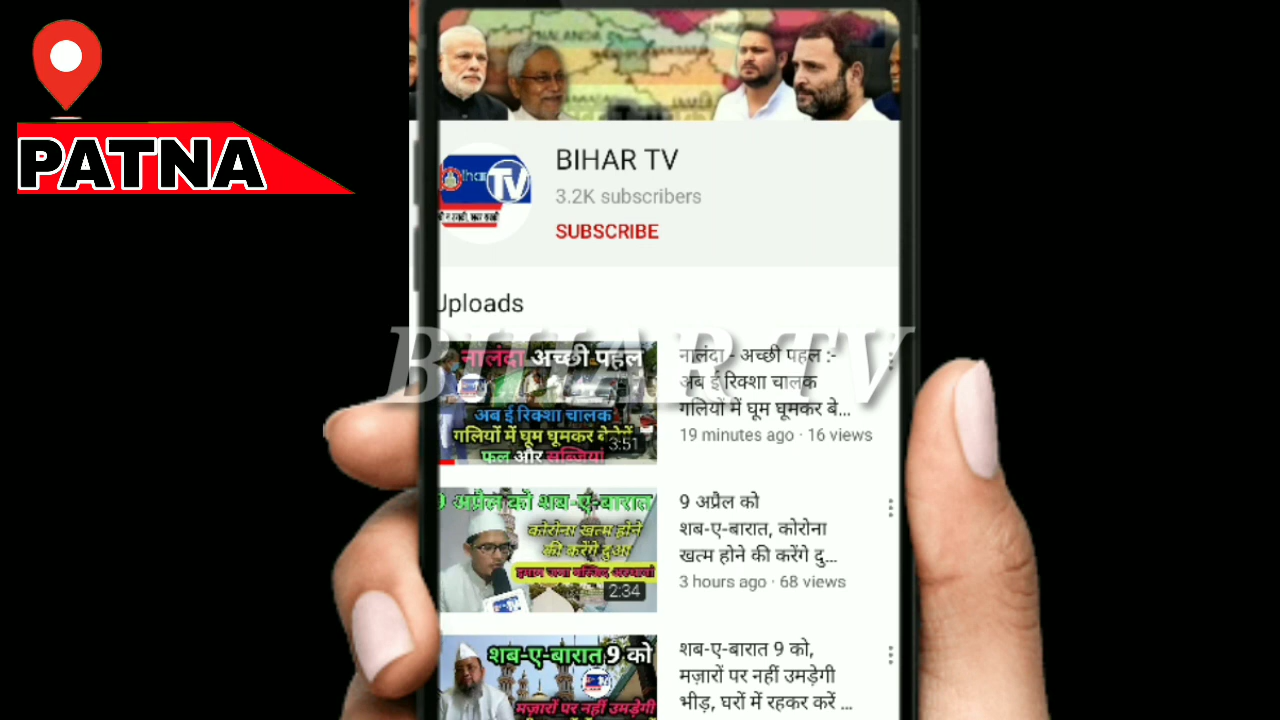 PATNA
BIHAR TV
3.2K subscribers
SUBSCRIBE
Uploads
BIHAR TV
नालंदा अच्छी पहल
अब ई रिक्शा चालक
गलियों में घूम घूमकर बेचेगें
फल और सब्जियां
3:51
नालंदा - अच्छी पहल :-
अब ई रिक्शा चालक
गलियों में घूम घूमकर बे...
19 minutes ago · 16 views
9 अप्रैल को शब-ए-बारात
कोरोना खत्म होने
की करेंगे दुआ
2:34
9 अप्रैल को
शब-ए-बारात, कोरोना
खत्म होने की करेंगे दु...
3 hours ago · 68 views
शब-ए-बारात 9 को
मज़ारों पर नहीं उमड़ेगी
शब-ए-बारात 9 को,
मज़ारों पर नहीं उमड़ेगी
भीड़, घरों में रहकर करें ...